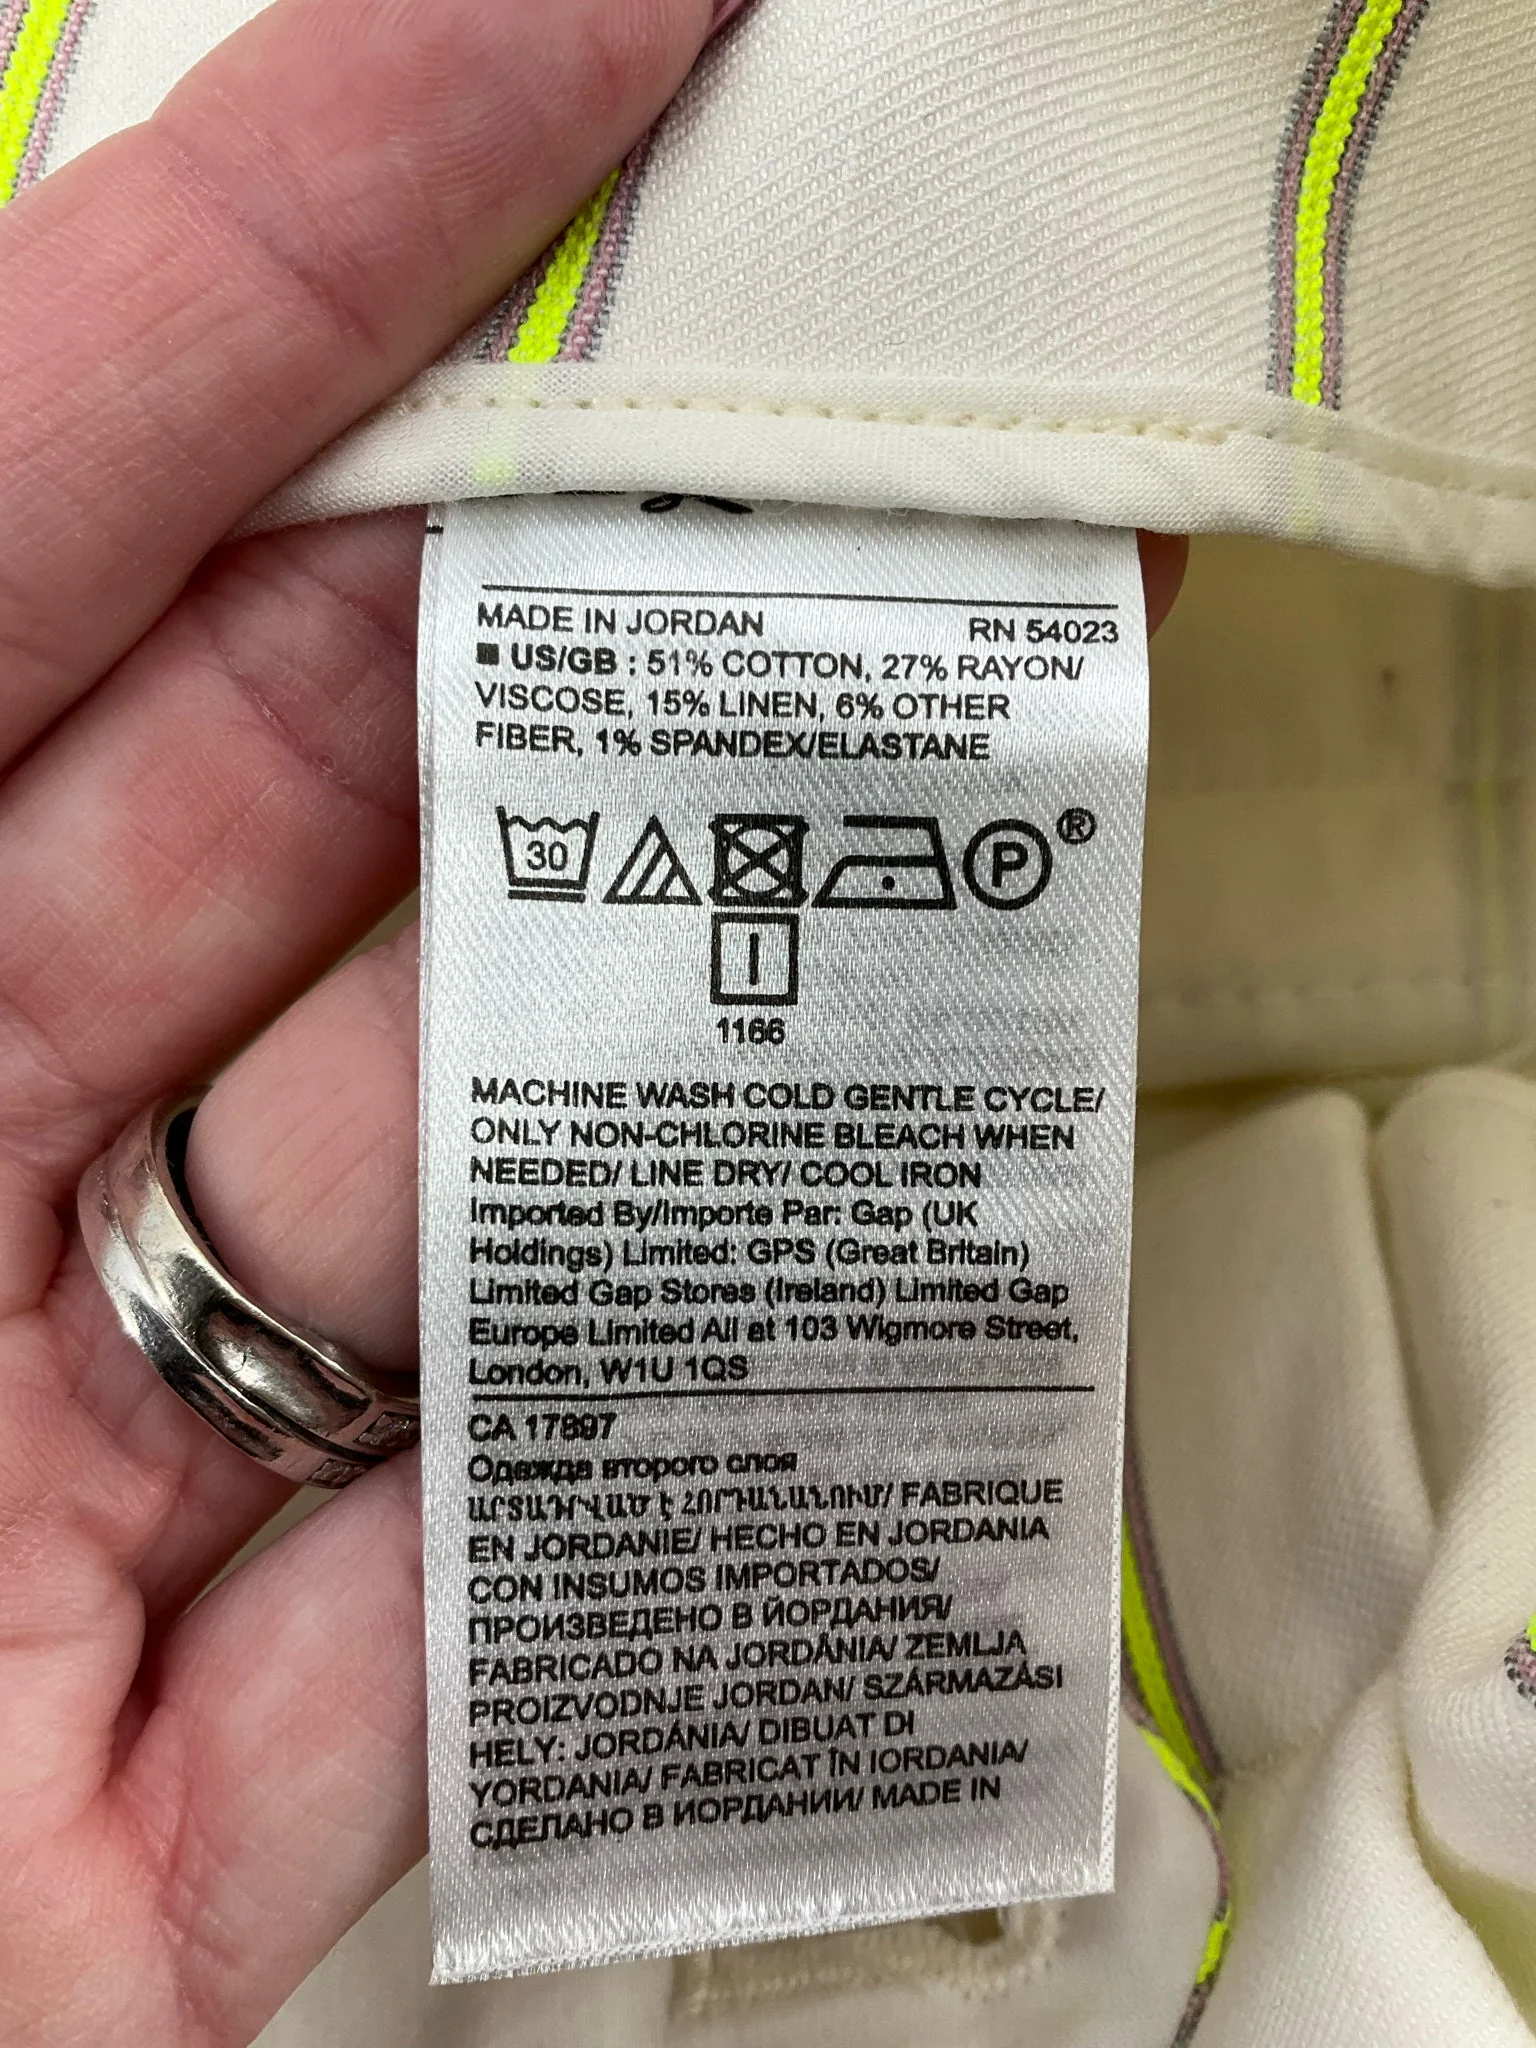 MADE IN JORDAN RN 54023
■ US/GB : 51% COTTON, 27% RAYON/
VISCOSE, 15% LINEN, 6% OTHER
FIBER, 1% SPANDEX/ELASTANE
30 P®
1166
MACHINE WASH COLD GENTLE CYCLE/
ONLY NON-CHLORINE BLEACH WHEN
NEEDED/ LINE DRY/ COOL IRON
Imported By/Importe Par: Gap (UK
Holdings) Limited: GPS (Great Britain)
Limited Gap Stores (Ireland) Limited Gap
Europe Limited All at 103 Wigmore Street,
London, W1U 1QS
CA 17897
Одежда второго слоя
ԱՐՏԱԴՐՎԱԾ Է ՀՈՐԴԱՆԱՆՈՒՄ/ FABRIQUE
EN JORDANIE/ HECHO EN JORDANIA
CON INSUMOS IMPORTADOS/
ПРОИЗВЕДЕНО В ЙОРДАНИЯ/
FABRICADO NA JORDÂNIA/ ZEMLJA
PROIZVODNJE JORDAN/ SZÁRMAZÁSI
HELY: JORDÁNIA/ DIBUAT DI
YORDANIA/ FABRICAT ÎN IORDANIA/
СДЕЛАНО В ИОРДАНИИ/ MADE IN